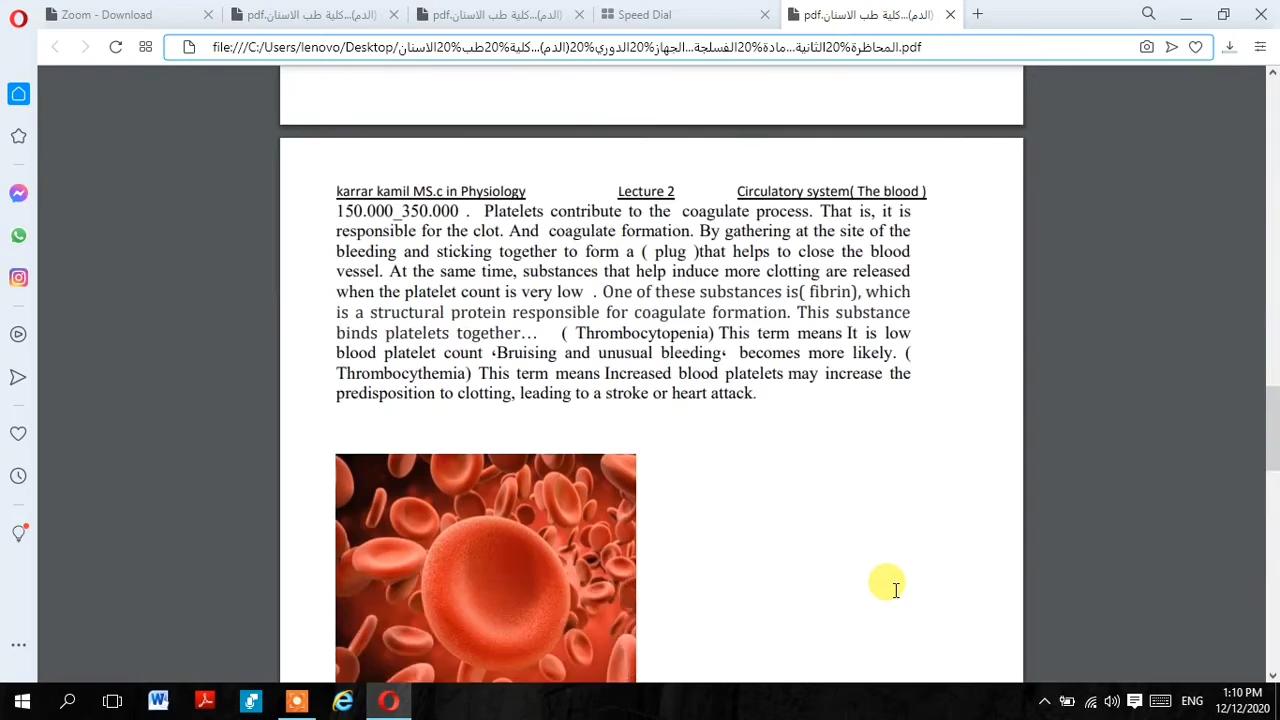 Zoom - Download
(الدم)...كلية طب الاسنان.pdf
(الدم)...كلية طب الاسنان.pdf
Speed Dial
(الدم)...كلية طب الاسنان.pdf
file:///C:/Users/lenovo/Desktop/المحاظرة%20الثانية...مادة%20الفسلجة...الجهاز%20الدوري%20(الدم)...كلية%20طب%20الاسنان.pdf
karrar kamil MS.c in Physiology Lecture 2 Circulatory system( The blood )
150.000_350.000 . Platelets contribute to the coagulate process. That is, it is
responsible for the clot. And coagulate formation. By gathering at the site of the
bleeding and sticking together to form a ( plug )that helps to close the blood
vessel. At the same time, substances that help induce more clotting are released
when the platelet count is very low . One of these substances is( fibrin), which
is a structural protein responsible for coagulate formation. This substance
binds platelets together… ( Thrombocytopenia) This term means It is low
blood platelet count ،Bruising and unusual bleeding، becomes more likely. (
Thrombocythemia) This term means Increased blood platelets may increase the
predisposition to clotting, leading to a stroke or heart attack.
ENG
1:10 PM
12/12/2020